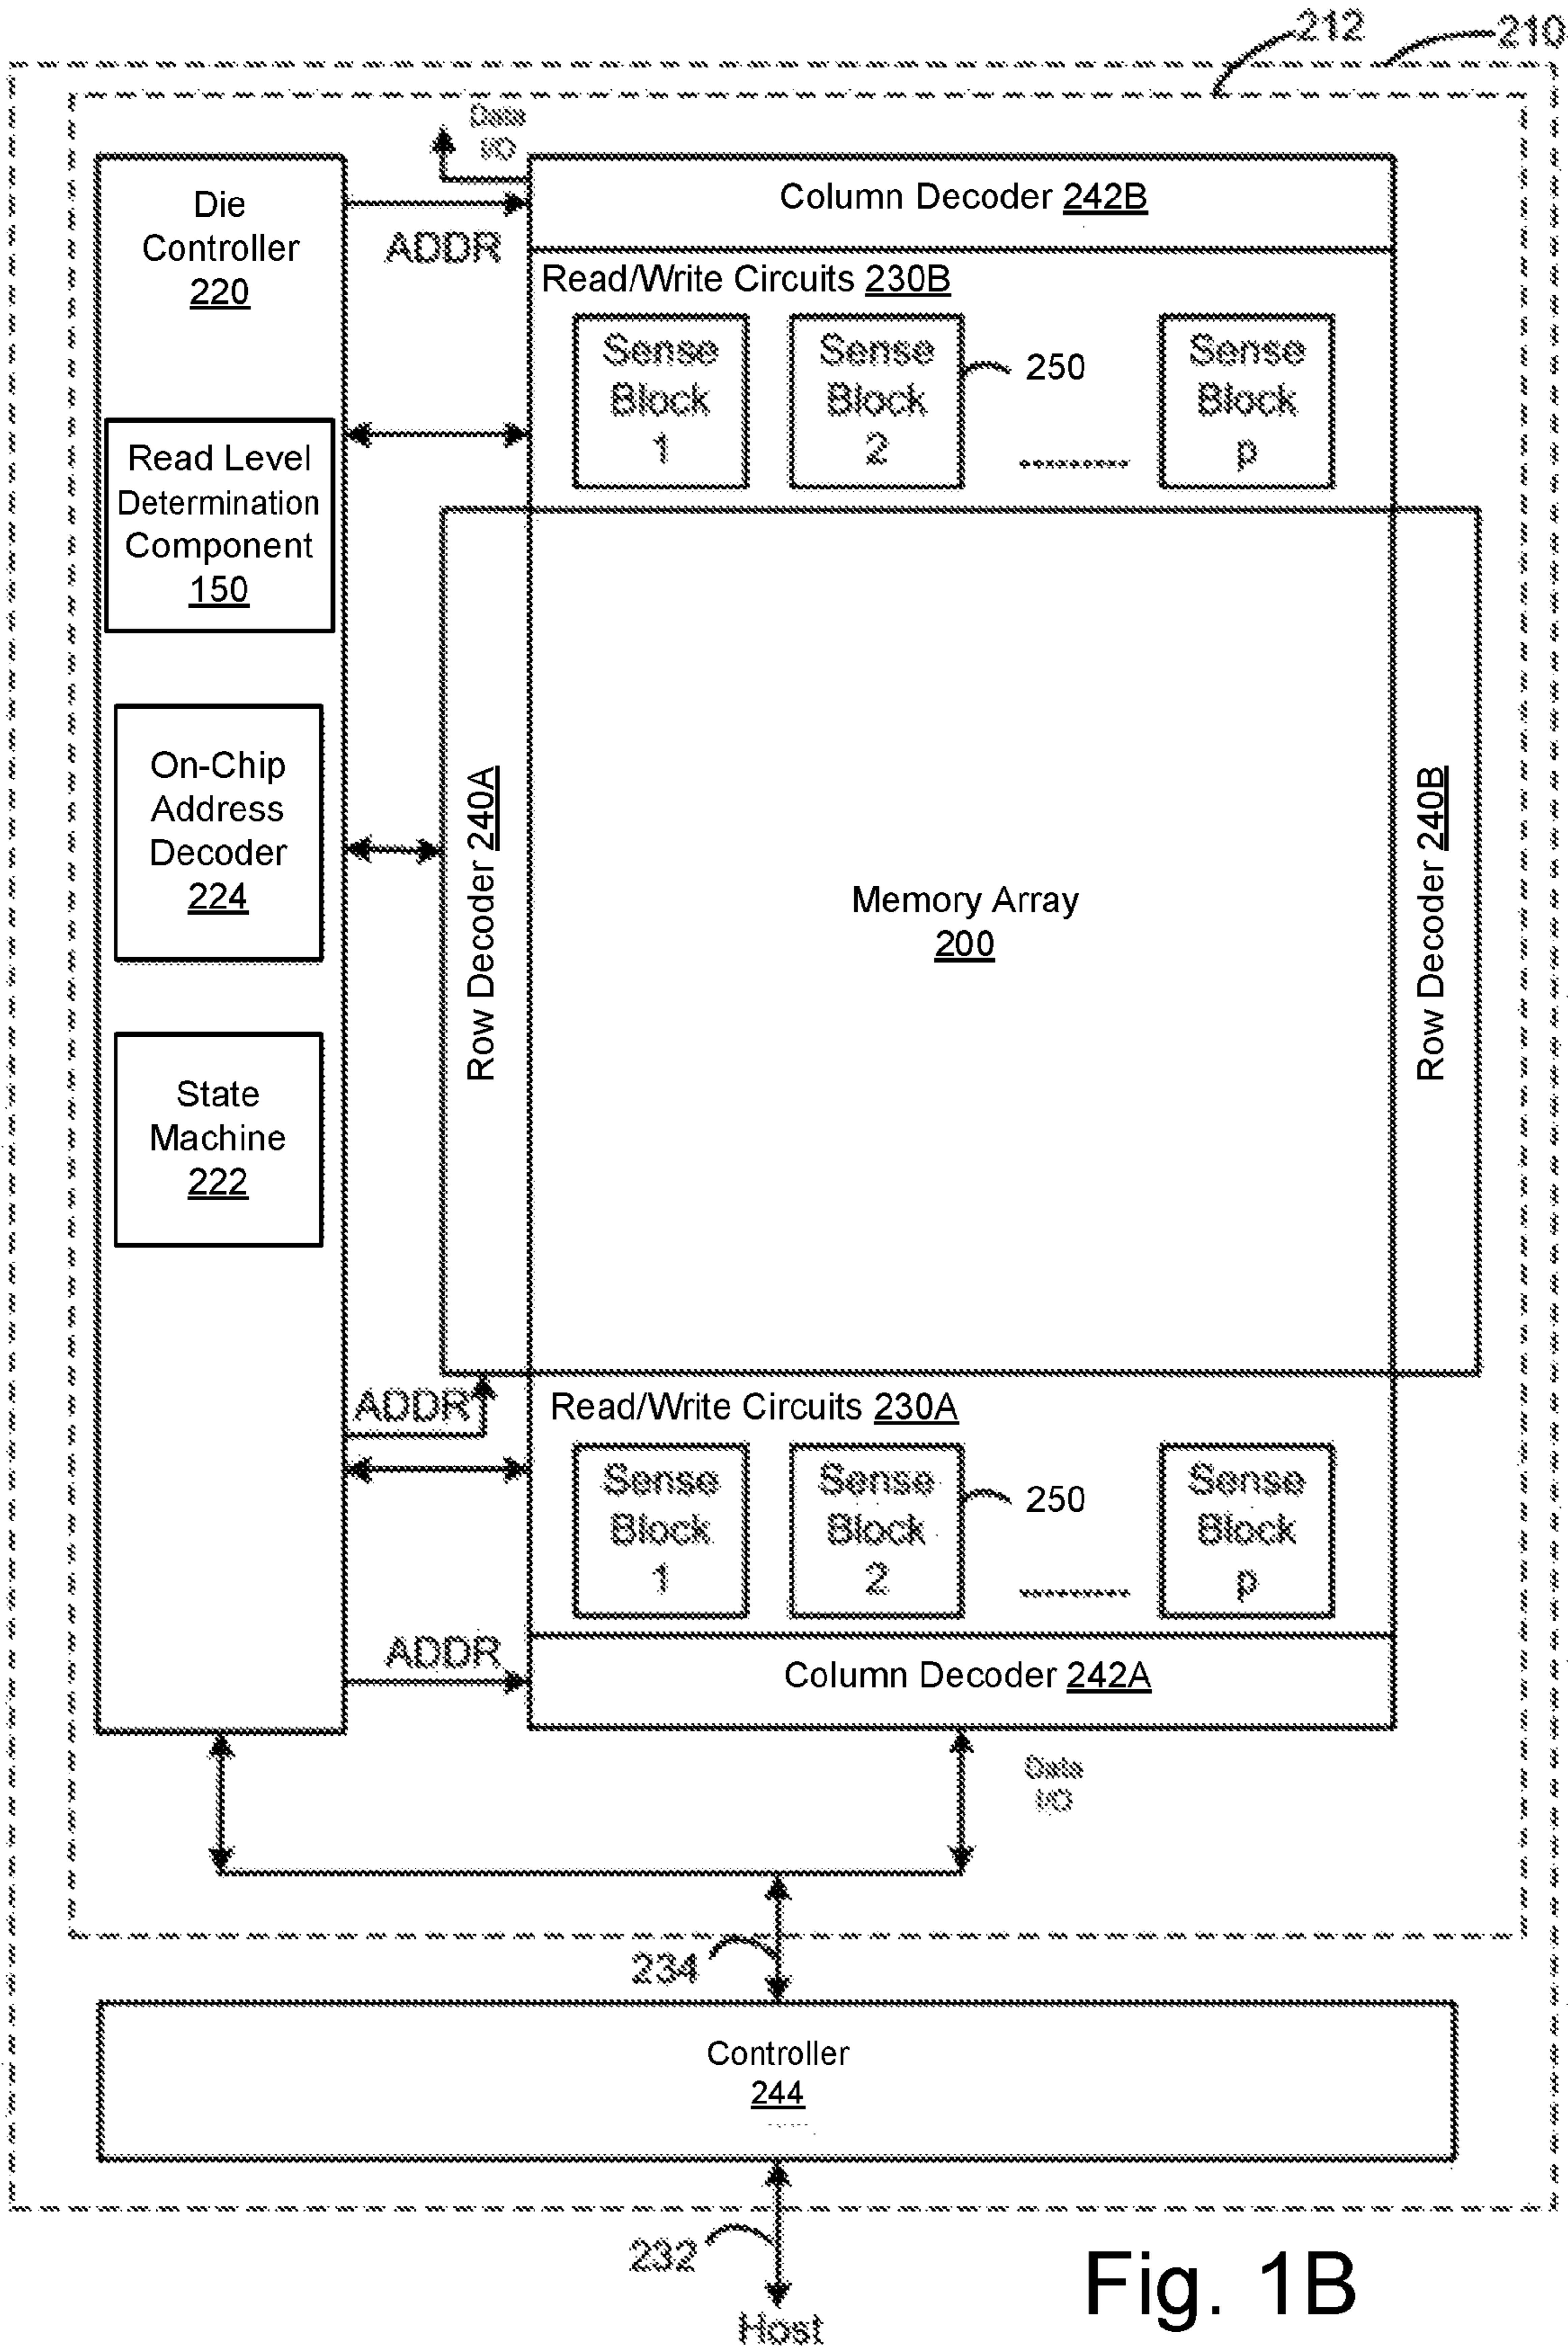 212
210
Data
I/O
Die
Controller
220
ADDR
Column Decoder 242B
Read/Write Circuits 230B
Sense
Block
1
Sense
Block
2
250
Sense
Block
p
Read Level
Determination
Component
150
On-Chip
Address
Decoder
224
State
Machine
222
Row Decoder 240A
Memory Array
200
Row Decoder 240B
ADDR
Read/Write Circuits 230A
Sense
Block
1
Sense
Block
2
250
Sense
Block
p
ADDR
Column Decoder 242A
Data
I/O
234
Controller
244
232
Host
Fig. 1B